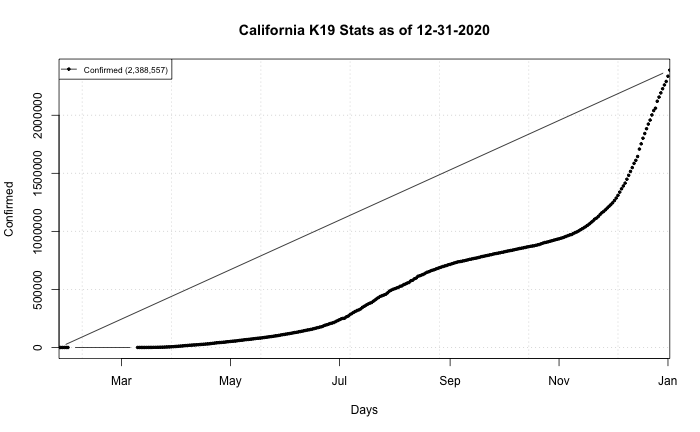 California K19 Stats as of 12-31-2020
Confirmed (2,388,557)
Confirmed
2000000
1500000
1000000
500000
0
Mar May Jul Sep Nov Jan
Days